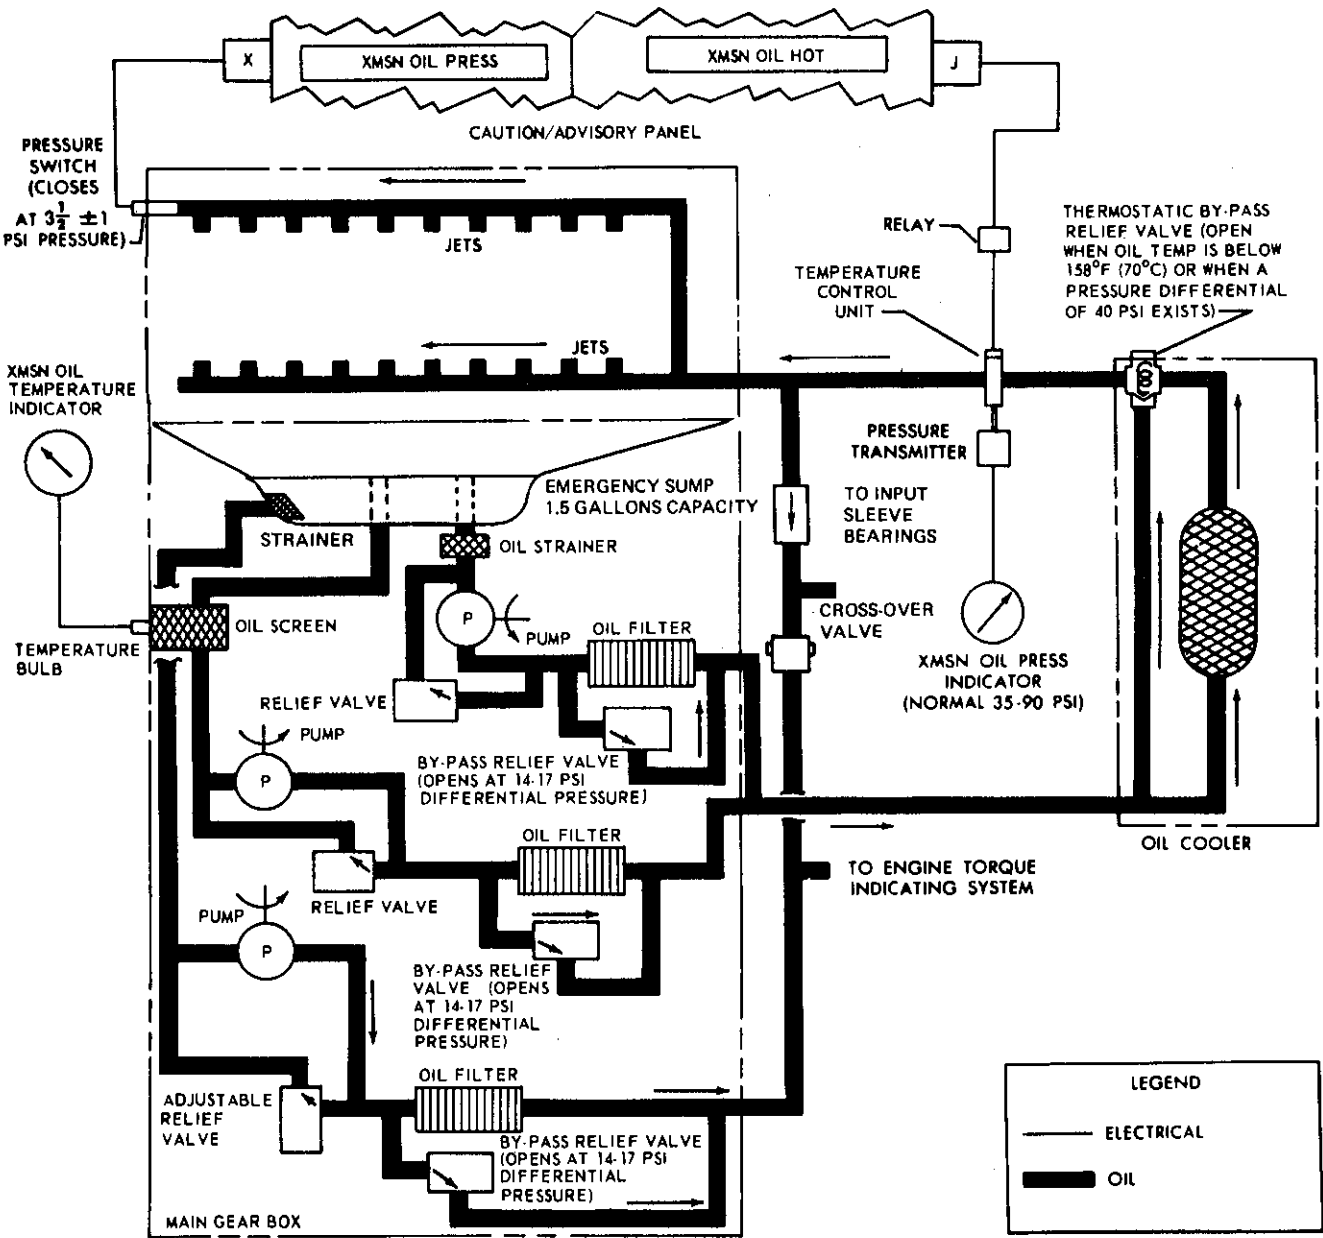 X
XMSN OIL PRESS
XMSN OIL HOT
J
CAUTION/ADVISORY PANEL
PRESSURE
SWITCH
(CLOSES
AT 3½ ±1
PSI PRESSURE)
JETS
RELAY
TEMPERATURE
CONTROL
UNIT
THERMOSTATIC BY-PASS
RELIEF VALVE (OPEN
WHEN OIL TEMP IS BELOW
158°F (70°C) OR WHEN A
PRESSURE DIFFERENTIAL
OF 40 PSI EXISTS)
JETS
XMSN OIL
TEMPERATURE
INDICATOR
PRESSURE
TRANSMITTER
EMERGENCY SUMP
1.5 GALLONS CAPACITY
TO INPUT
SLEEVE
BEARINGS
STRAINER
OIL STRAINER
OIL SCREEN
TEMPERATURE
BULB
P
PUMP
OIL FILTER
CROSS-OVER
VALVE
XMSN OIL PRESS
INDICATOR
(NORMAL 35-90 PSI)
RELIEF VALVE
PUMP
P
BY-PASS RELIEF VALVE
(OPENS AT 14-17 PSI
DIFFERENTIAL PRESSURE)
OIL FILTER
OIL COOLER
TO ENGINE TORQUE
INDICATING SYSTEM
RELIEF VALVE
PUMP
P
BY-PASS RELIEF
VALVE (OPENS
AT 14-17 PSI
DIFFERENTIAL
PRESSURE)
OIL FILTER
ADJUSTABLE
RELIEF
VALVE
BY-PASS RELIEF VALVE
(OPENS AT 14-17 PSI
DIFFERENTIAL
PRESSURE)
MAIN GEAR BOX
LEGEND
ELECTRICAL
OIL